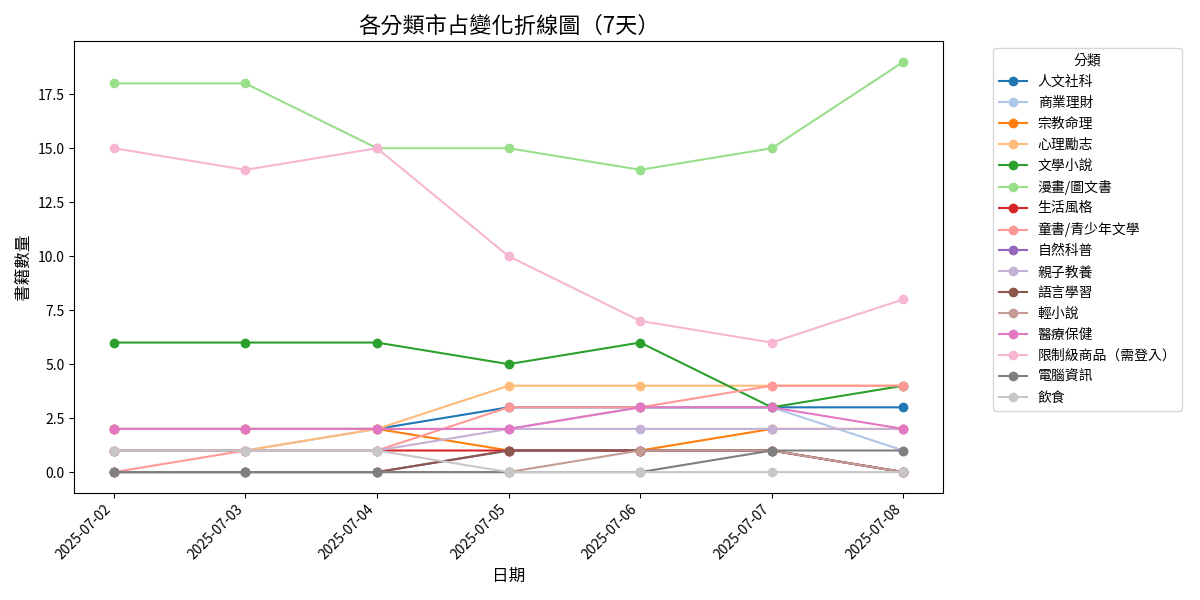 各分類市占變化折線圖（7天）
書籍數量
17.5
15.0
12.5
10.0
7.5
5.0
2.5
0.0
2025-07-02
2025-07-03
2025-07-04
2025-07-05
2025-07-06
2025-07-07
2025-07-08
日期
分類
人文社科
商業理財
宗教命理
心理勵志
文學小說
漫畫/圖文書
生活風格
童書/青少年文學
自然科普
親子教養
語言學習
輕小說
醫療保健
限制級商品（需登入）
電腦資訊
飲食